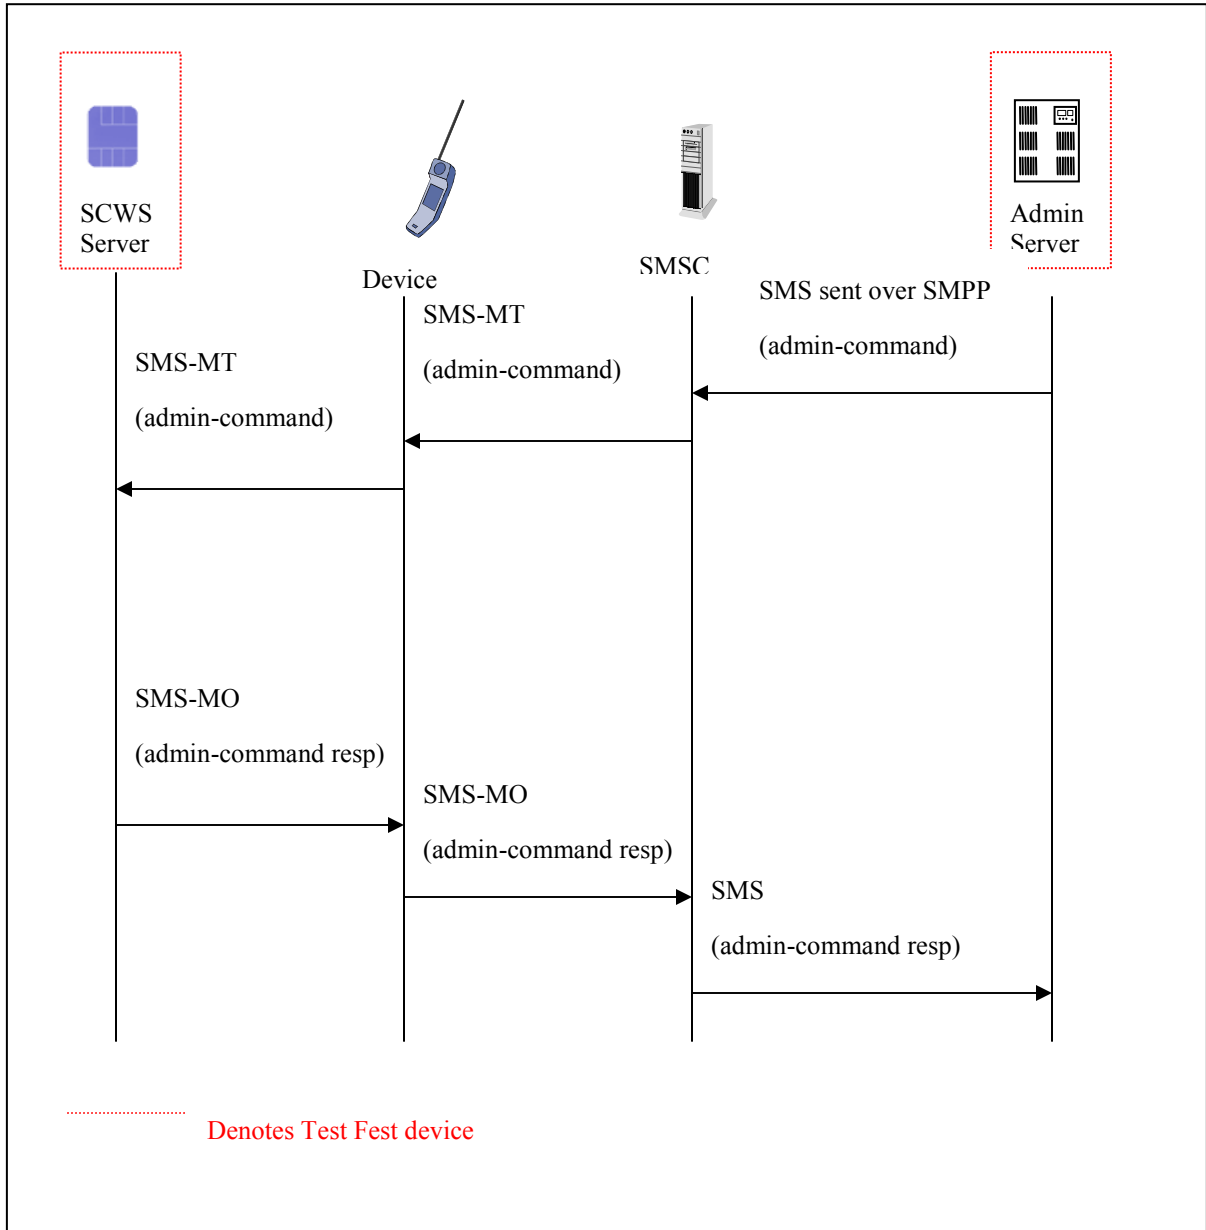 SCWS
Server
Device
SMSC
Admin
Server
SMS sent over SMPP
(admin-command)
SMS-MT
(admin-command)
SMS-MT
(admin-command)
SMS-MO
(admin-command resp)
SMS-MO
(admin-command resp)
SMS
(admin-command resp)
Denotes Test Fest device